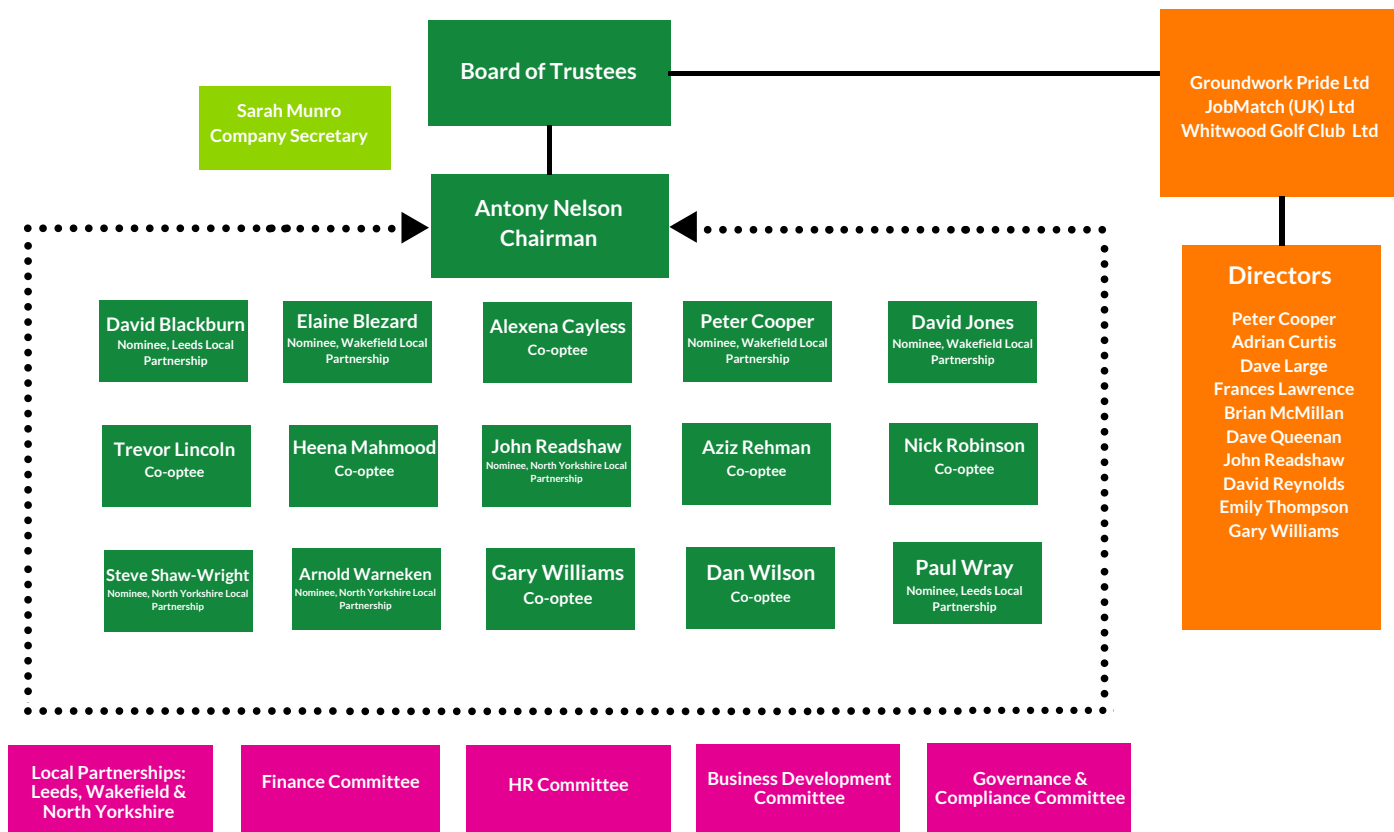 Board of Trustees
Groundwork Pride Ltd
JobMatch (UK) Ltd
Whitwood Golf Club Ltd
Sarah Munro
Company Secretary
Antony Nelson
Chairman
Directors
Peter Cooper
Adrian Curtis
Dave Large
Frances Lawrence
Brian McMillan
Dave Queenan
John Readshaw
David Reynolds
Emily Thompson
Gary Williams
David Blackburn
Nominee, Leeds Local
Partnership
Elaine Blezard
Nominee, Wakefield Local
Partnership
Alexena Cayless
Co-optee
Peter Cooper
Nominee, Wakefield Local
Partnership
David Jones
Nominee, Wakefield Local
Partnership
Trevor Lincoln
Co-optee
Heena Mahmood
Co-optee
John Readshaw
Nominee, North Yorkshire Local
Partnership
Aziz Rehman
Co-optee
Nick Robinson
Co-optee
Steve Shaw-Wright
Nominee, North Yorkshire Local
Partnership
Arnold Warneken
Nominee, North Yorkshire Local
Partnership
Gary Williams
Co-optee
Dan Wilson
Co-optee
Paul Wray
Nominee, Leeds Local
Partnership
Local Partnerships:
Leeds, Wakefield &
North Yorkshire
Finance Committee
HR Committee
Business Development
Committee
Governance &
Compliance Committee